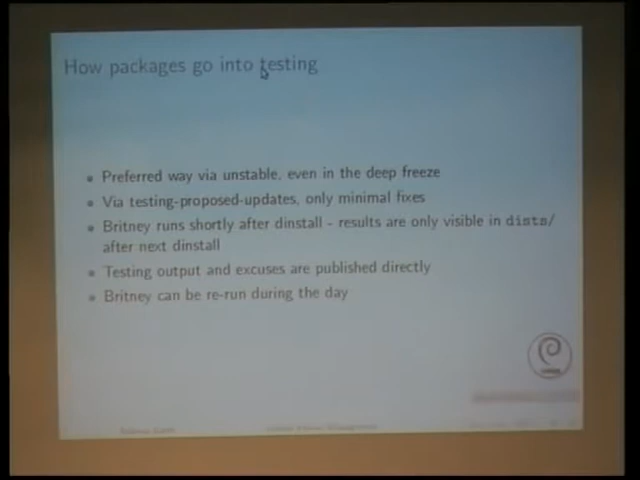 How packages go into testing
Preferred way via unstable, even in the deep freeze
Via testing-proposed-updates, only minimal fixes
Britney runs shortly after dinstall - results are only visible in dists/
after next dinstall
Testing output and excuses are published directly
Britney can be re-run during the day